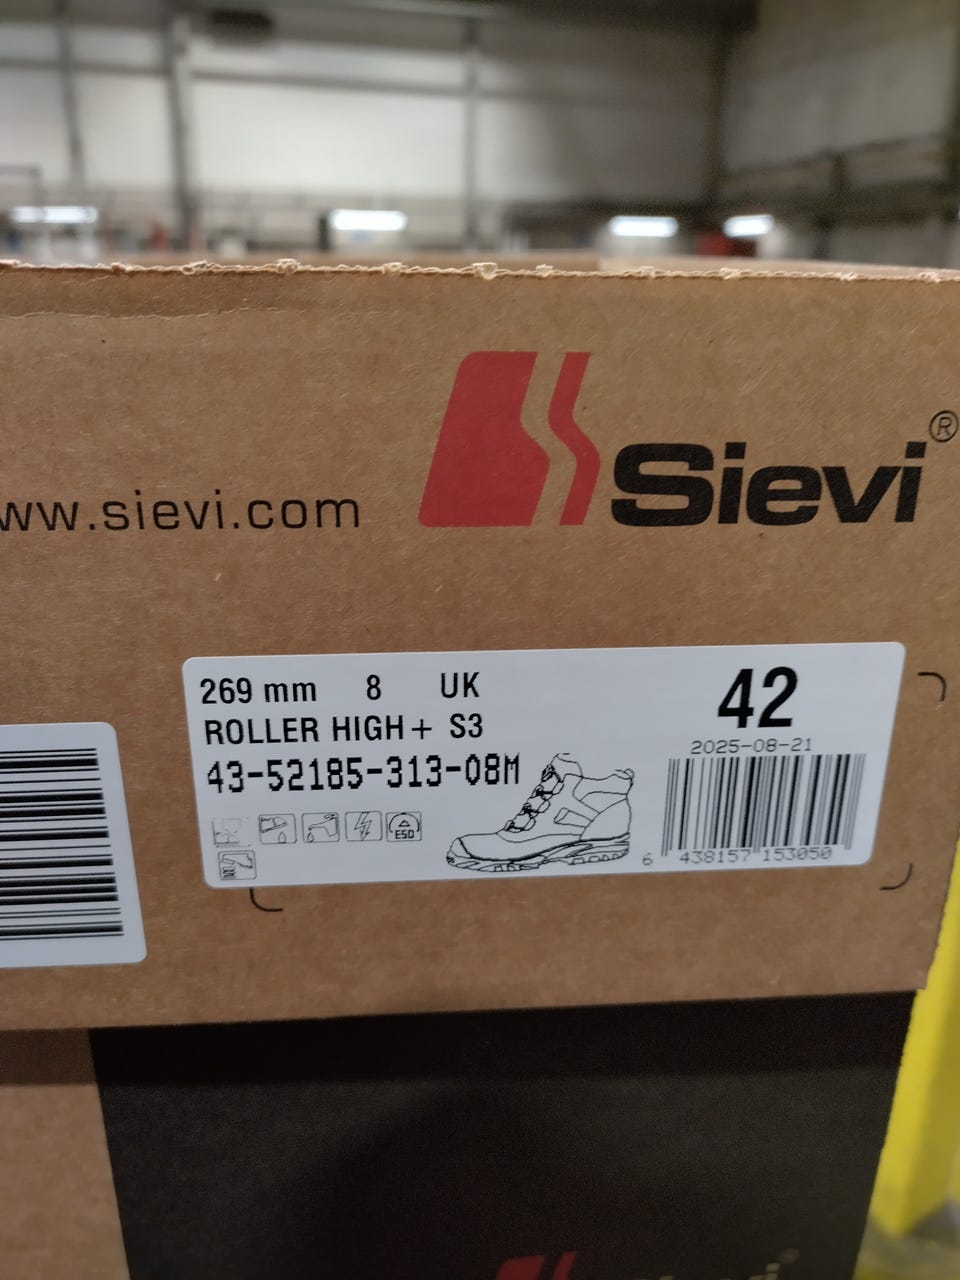 Sievi®
ww.sievi.com
269 mm 8 UK
ROLLER HIGH+ S3
43-52185-313-08M
ESD
42
2025-08-21
6 438157 153050